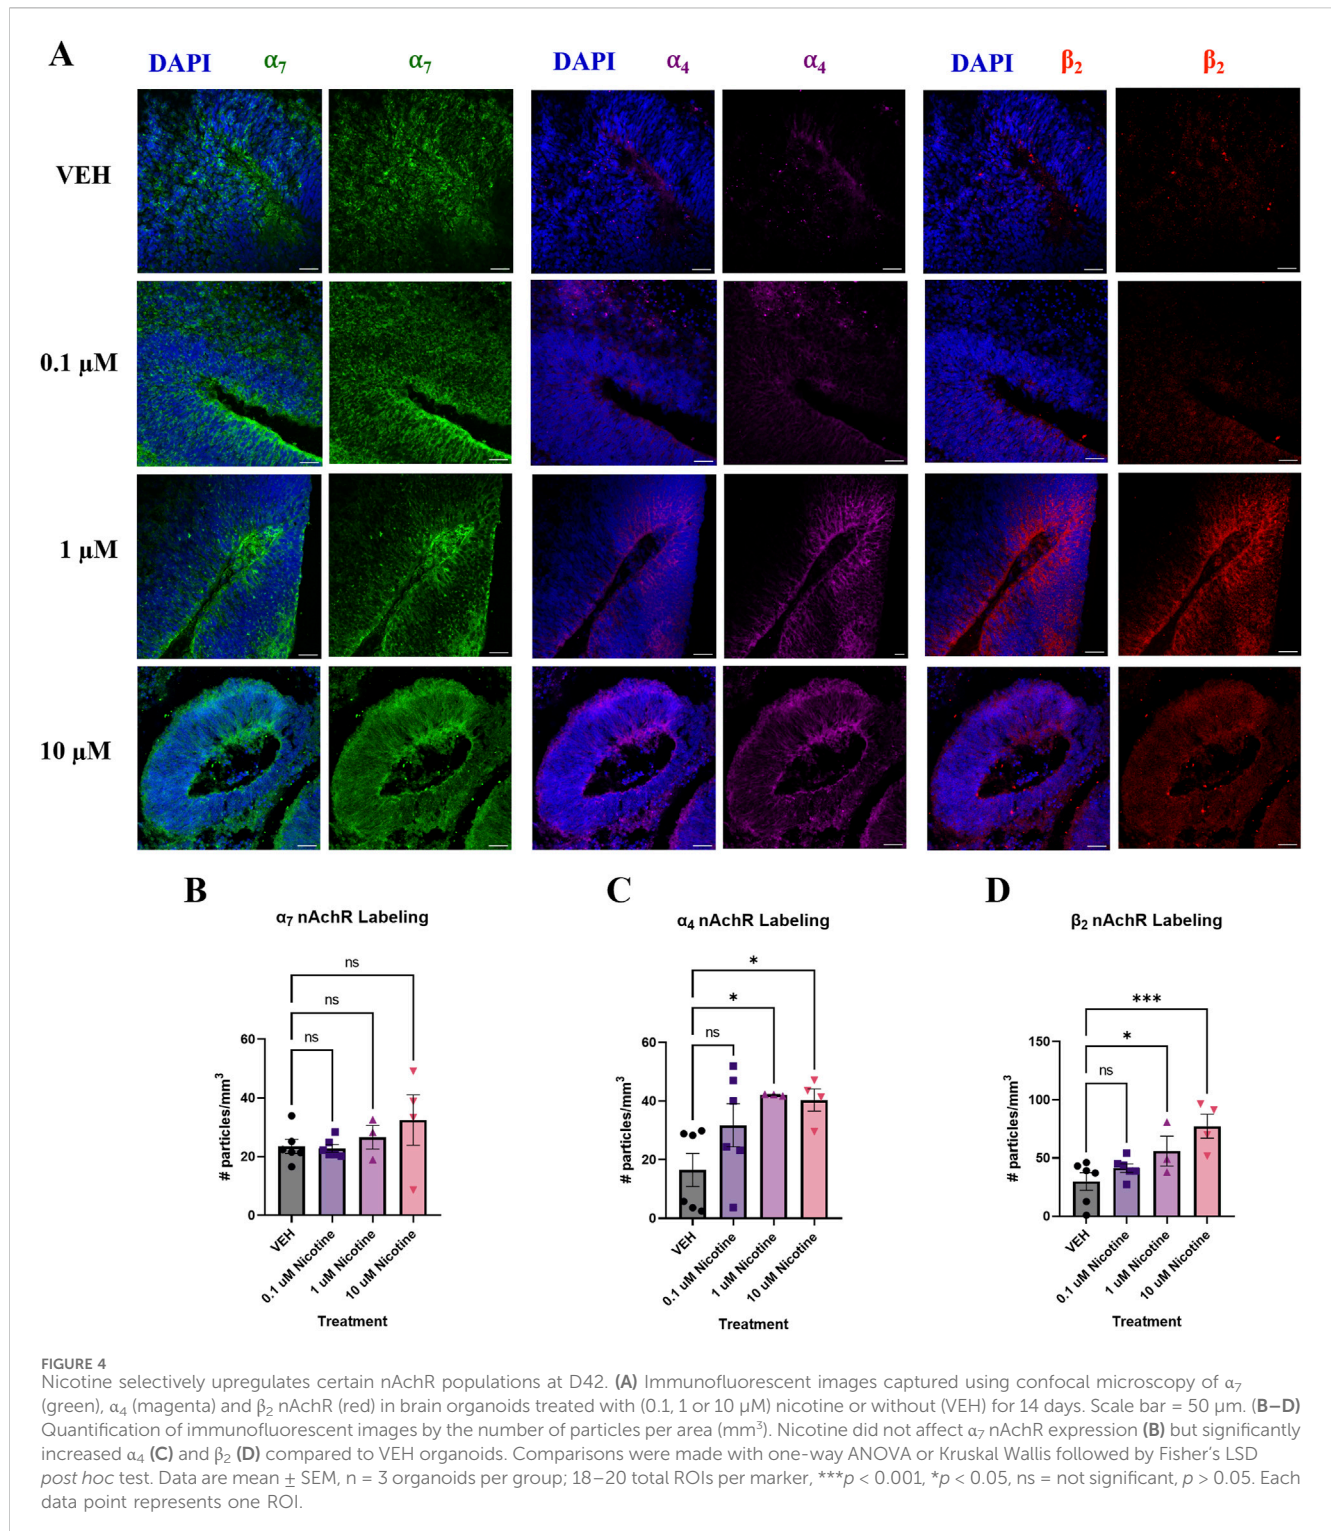 A
DAPI α7 α7 DAPI α4 α4 DAPI β2 β2
VEH
0.1 µM
1 µM
10 µM
B
α7 nAchR Labeling
ns
ns
ns
# particles/mm³
60
40
20
0
VEH
0.1 uM Nicotine
1 uM Nicotine
10 uM Nicotine
Treatment
C
α4 nAchR Labeling
*
*
ns
# particles/mm³
60
40
20
0
VEH
0.1 uM Nicotine
1 uM Nicotine
10 uM Nicotine
Treatment
D
β2 nAchR Labeling
***
*
ns
# particles/mm³
150
100
50
0
VEH
0.1 uM Nicotine
1 uM Nicotine
10 uM Nicotine
Treatment
FIGURE 4
Nicotine selectively upregulates certain nAchR populations at D42. (A) Immunofluorescent images captured using confocal microscopy of α7
(green), α4 (magenta) and β2 nAchR (red) in brain organoids treated with (0.1, 1 or 10 µM) nicotine or without (VEH) for 14 days. Scale bar = 50 µm. (B–D)
Quantification of immunofluorescent images by the number of particles per area (mm³). Nicotine did not affect α7 nAchR expression (B) but significantly
increased α4 (C) and β2 (D) compared to VEH organoids. Comparisons were made with one-way ANOVA or Kruskal Wallis followed by Fisher's LSD
post hoc test. Data are mean ± SEM, n = 3 organoids per group; 18–20 total ROIs per marker, ***p < 0.001, *p < 0.05, ns = not significant, p > 0.05. Each
data point represents one ROI.